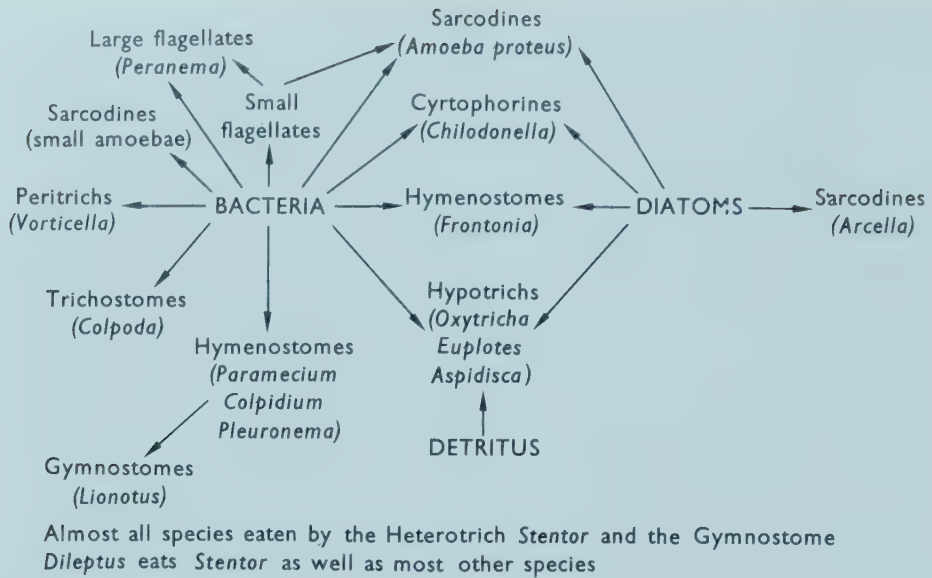 Sarcodines
(Amoeba proteus)
Large flagellates
(Peranema)
Small
flagellates
Cyrtophorines
(Chilodonella)
Sarcodines
(small amoebae)
Peritrichs
(Vorticella)
BACTERIA
Hymenostomes
(Frontonia)
DIATOMS
Sarcodines
(Arcella)
Trichostomes
(Colpoda)
Hypotrichs
(Oxytricha
Euplotes
Aspidisca)
Hymenostomes
(Paramecium
Colpidium
Pleuronema)
DETRITUS
Gymnostomes
(Lionotus)
Almost all species eaten by the Heterotrich Stentor and the Gymnostome
Dileptus eats Stentor as well as most other species